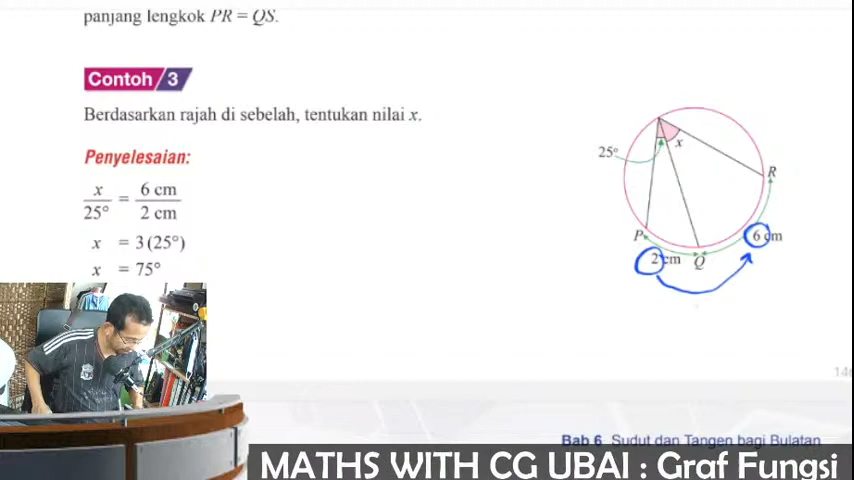 panjang lengkok PR = QS.
Contoh 3
Berdasarkan rajah di sebelah, tentukan nilai x.
Penyelesaian:
x/25° = 6 cm/2 cm
x = 3 (25°)
x = 75°
25°
x
R
P
6 cm
2 cm
Q
146
Bab 6 Sudut dan Tangen bagi Bulatan
MATHS WITH CG UBAI : Graf Fungsi